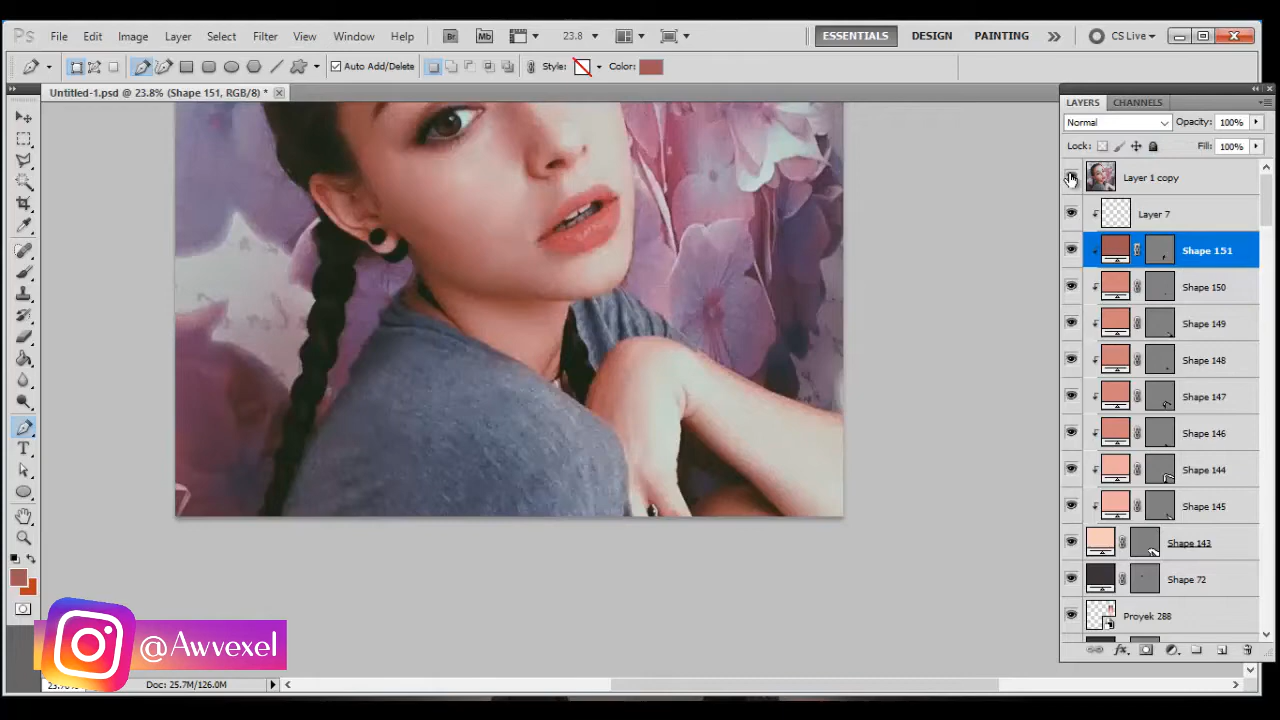 Ps File Edit Image Layer Select Filter View Window Help Br Mb 23.8 ESSENTIALS DESIGN PAINTING CS Live
Auto Add/Delete Style: Color:
Untitled-1.psd @ 23.8% (Shape 151, RGB/8) *
LAYERS CHANNELS
Normal Opacity: 100%
Lock: Fill: 100%
Layer 1 copy
Layer 7
Shape 151
Shape 150
Shape 149
Shape 148
Shape 147
Shape 146
Shape 144
Shape 145
Shape 143
Shape 72
Proyek 288
@Awvexel
Doc: 25.7M/126.0M